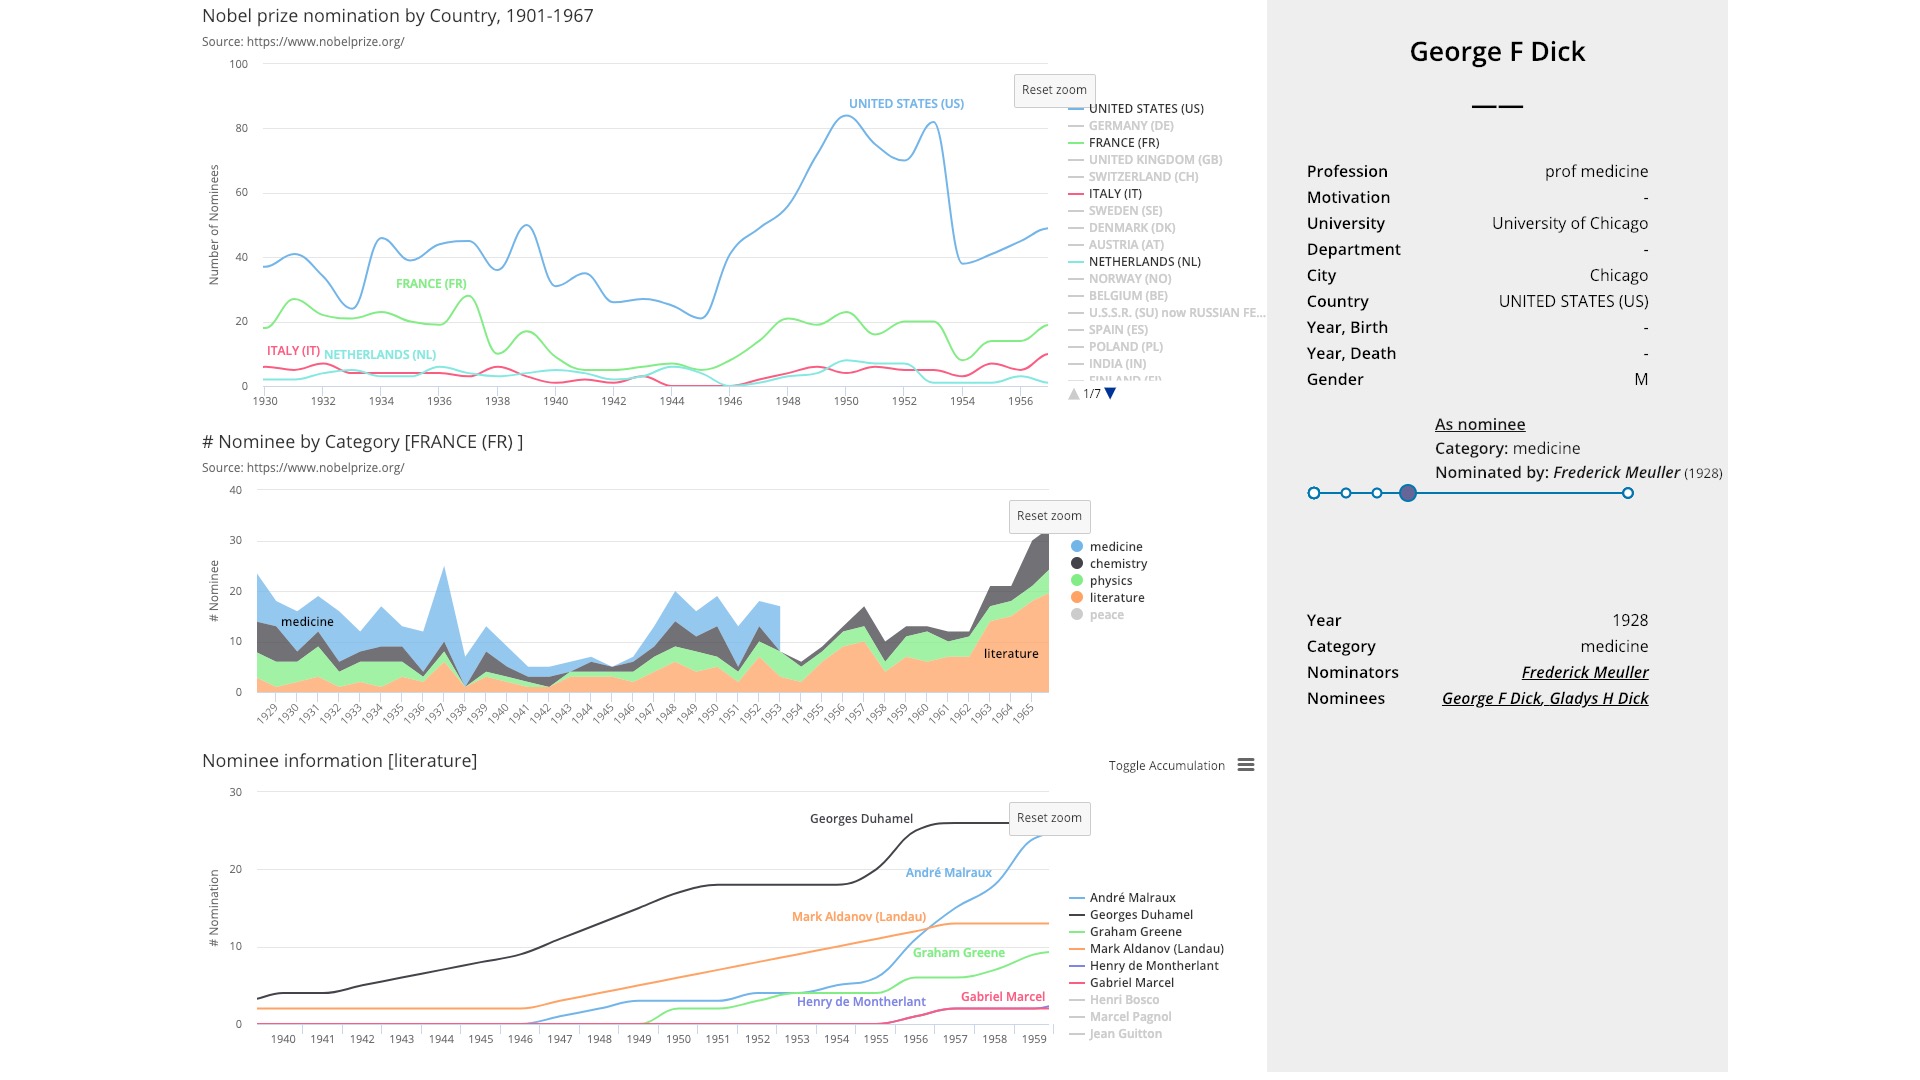 Nobel prize nomination by Country, 1901-1967
Source: https://www.nobelprize.org/
Number of Nominees
100
80
60
40
20
0
UNITED STATES (US)
FRANCE (FR)
ITALY (IT)
NETHERLANDS (NL)
1930 1932 1934 1936 1938 1940 1942 1944 1946 1948 1950 1952 1954 1956
Reset zoom
UNITED STATES (US)
GERMANY (DE)
FRANCE (FR)
UNITED KINGDOM (GB)
SWITZERLAND (CH)
ITALY (IT)
SWEDEN (SE)
DENMARK (DK)
AUSTRIA (AT)
NETHERLANDS (NL)
NORWAY (NO)
BELGIUM (BE)
U.S.S.R. (SU) now RUSSIAN FE...
SPAIN (ES)
POLAND (PL)
INDIA (IN)
FINLAND (FI)
1/7
# Nominee by Category [FRANCE (FR) ]
Source: https://www.nobelprize.org/
# Nominee
40
30
20
10
0
medicine
literature
1929 1930 1931 1932 1933 1934 1935 1936 1937 1938 1939 1940 1941 1942 1943 1944 1945 1946 1947 1948 1949 1950 1951 1952 1953 1954 1955 1956 1957 1958 1959 1960 1961 1962 1963 1964 1965
Reset zoom
medicine
chemistry
physics
literature
peace
Nominee information [literature]
Toggle Accumulation
# Nomination
30
20
10
0
Georges Duhamel
André Malraux
Mark Aldanov (Landau)
Graham Greene
Henry de Montherlant
Gabriel Marcel
1940 1941 1942 1943 1944 1945 1946 1947 1948 1950 1951 1952 1953 1954 1955 1956 1957 1958 1959
Reset zoom
André Malraux
Georges Duhamel
Graham Greene
Mark Aldanov (Landau)
Henry de Montherlant
Gabriel Marcel
Henri Bosco
Marcel Pagnol
Jean Guitton
George F Dick
Profession prof medicine
Motivation -
University University of Chicago
Department -
City Chicago
Country UNITED STATES (US)
Year, Birth -
Year, Death -
Gender M
As nominee
Category: medicine
Nominated by: Frederick Meuller (1928)
Year 1928
Category medicine
Nominators Frederick Meuller
Nominees George F Dick, Gladys H Dick